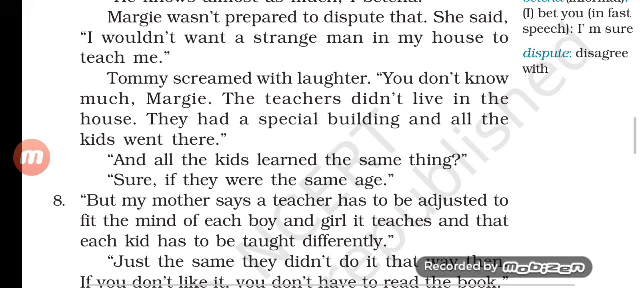 Margie wasn't prepared to dispute that. She said,
“I wouldn't want a strange man in my house to
teach me.”
Tommy screamed with laughter. “You don't know
much, Margie. The teachers didn't live in the
house. They had a special building and all the
kids went there.”
“And all the kids learned the same thing?”
“Sure, if they were the same age.”
8. “But my mother says a teacher has to be adjusted to
fit the mind of each boy and girl it teaches and that
each kid has to be taught differently.”
“Just the same they didn't do it that way then.
If you don't like it, you don't have to read the book.”
(I) bet you (in fast
speech); I' m sure
dispute: disagree
with
NCERT
republished
Recorded by mobizen